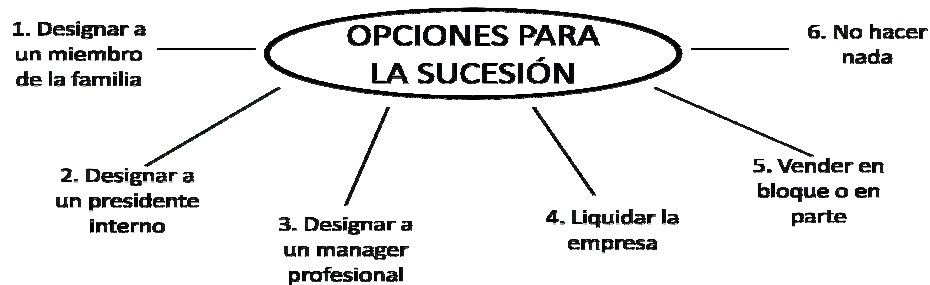 OPCIONES PARA
LA SUCESIÓN
1. Designar a
un miembro
de la familia
2. Designar a
un presidente
interno
3. Designar a
un manager
profesional
4. Liquidar la
empresa
5. Vender en
bloque o en
parte
6. No hacer
nada